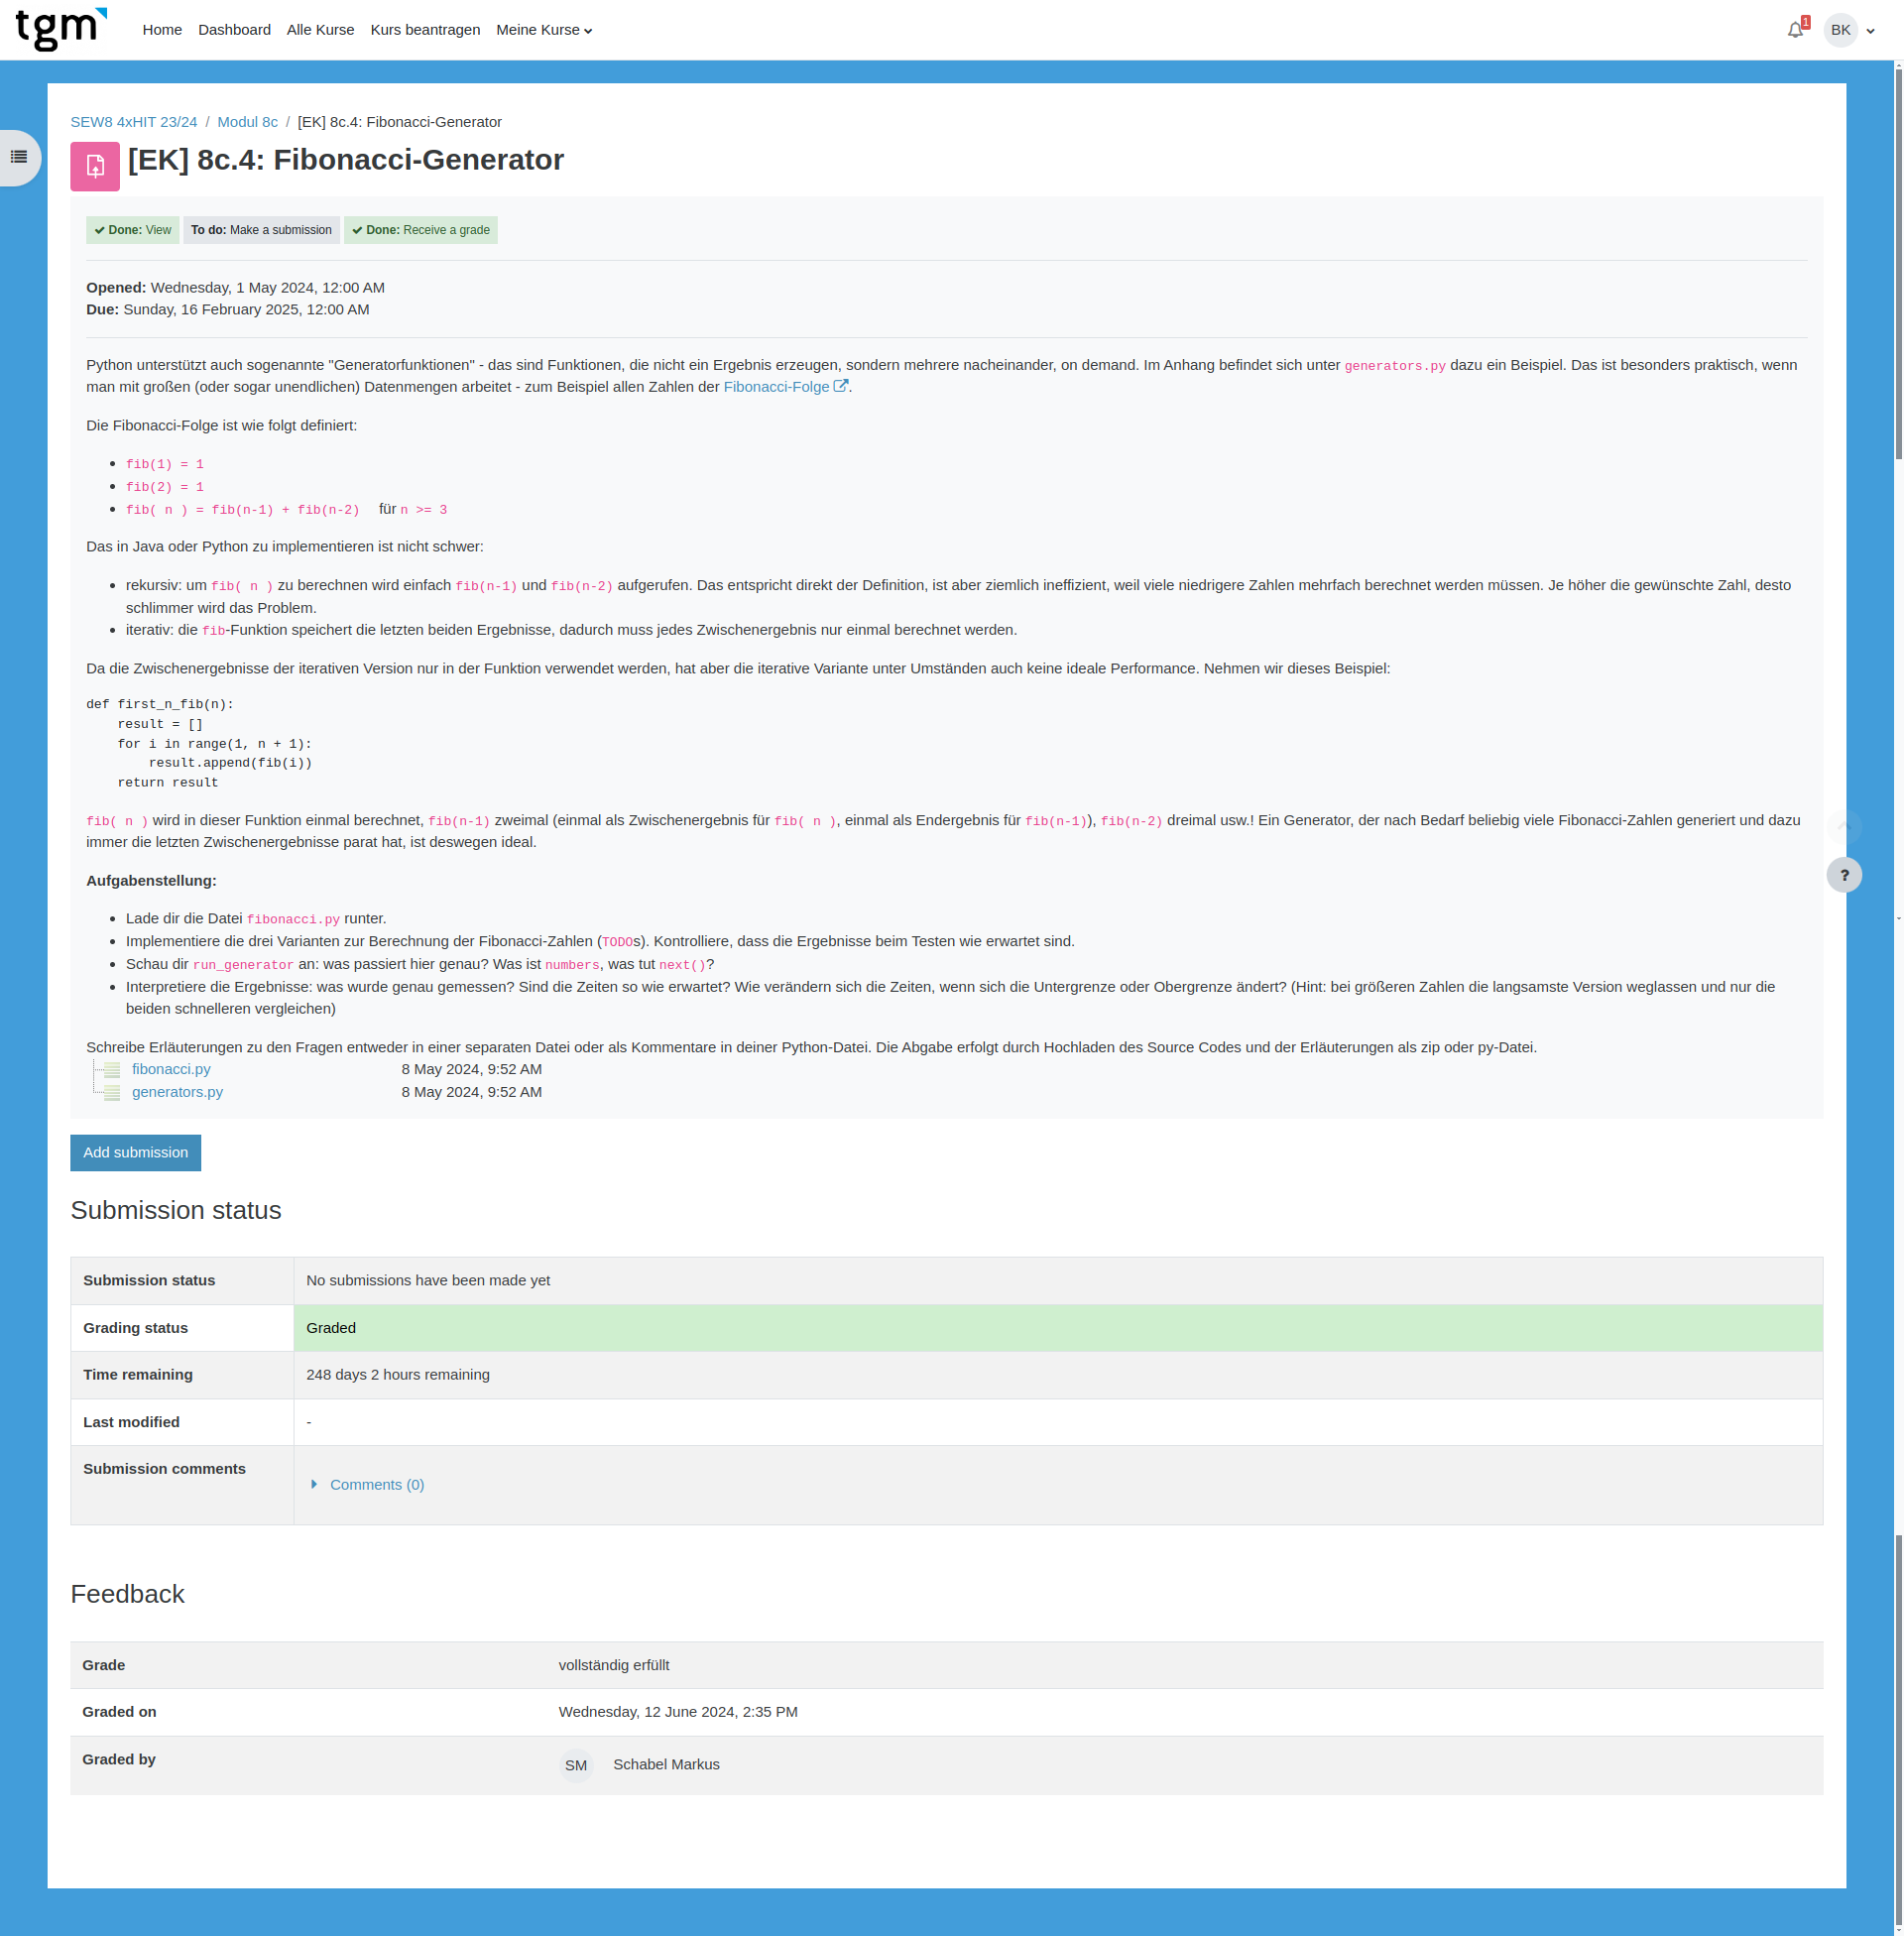 tgm
Home Dashboard Alle Kurse Kurs beantragen Meine Kurse
1
BK
SEW8 4xHIT 23/24 / Modul 8c / [EK] 8c.4: Fibonacci-Generator
[EK] 8c.4: Fibonacci-Generator
Done: View To do: Make a submission Done: Receive a grade
Opened: Wednesday, 1 May 2024, 12:00 AM
Due: Sunday, 16 February 2025, 12:00 AM
Python unterstützt auch sogenannte "Generatorfunktionen" - das sind Funktionen, die nicht ein Ergebnis erzeugen, sondern mehrere nacheinander, on demand. Im Anhang befindet sich unter generators.py dazu ein Beispiel. Das ist besonders praktisch, wenn
man mit großen (oder sogar unendlichen) Datenmengen arbeitet - zum Beispiel allen Zahlen der Fibonacci-Folge.
Die Fibonacci-Folge ist wie folgt definiert:
• fib(1) = 1
• fib(2) = 1
• fib( n ) = fib(n-1) + fib(n-2) für n >= 3
Das in Java oder Python zu implementieren ist nicht schwer:
• rekursiv: um fib( n ) zu berechnen wird einfach fib(n-1) und fib(n-2) aufgerufen. Das entspricht direkt der Definition, ist aber ziemlich ineffizient, weil viele niedrigere Zahlen mehrfach berechnet werden müssen. Je höher die gewünschte Zahl, desto
schlimmer wird das Problem.
• iterativ: die fib-Funktion speichert die letzten beiden Ergebnisse, dadurch muss jedes Zwischenergebnis nur einmal berechnet werden.
Da die Zwischenergebnisse der iterativen Version nur in der Funktion verwendet werden, hat aber die iterative Variante unter Umständen auch keine ideale Performance. Nehmen wir dieses Beispiel:
def first_n_fib(n):
    result = []
    for i in range(1, n + 1):
        result.append(fib(i))
    return result
fib( n ) wird in dieser Funktion einmal berechnet, fib(n-1) zweimal (einmal als Zwischenergebnis für fib( n ), einmal als Endergebnis für fib(n-1)), fib(n-2) dreimal usw.! Ein Generator, der nach Bedarf beliebig viele Fibonacci-Zahlen generiert und dazu
immer die letzten Zwischenergebnisse parat hat, ist deswegen ideal.
?
Aufgabenstellung:
• Lade dir die Datei fibonacci.py runter.
• Implementiere die drei Varianten zur Berechnung der Fibonacci-Zahlen (TODOs). Kontrolliere, dass die Ergebnisse beim Testen wie erwartet sind.
• Schau dir run_generator an: was passiert hier genau? Was ist numbers, was tut next()?
• Interpretiere die Ergebnisse: was wurde genau gemessen? Sind die Zeiten so wie erwartet? Wie verändern sich die Zeiten, wenn sich die Untergrenze oder Obergrenze ändert? (Hint: bei größeren Zahlen die langsamste Version weglassen und nur die
beiden schnelleren vergleichen)
Schreibe Erläuterungen zu den Fragen entweder in einer separaten Datei oder als Kommentare in deiner Python-Datei. Die Abgabe erfolgt durch Hochladen des Source Codes und der Erläuterungen als zip oder py-Datei.
fibonacci.py 8 May 2024, 9:52 AM
generators.py 8 May 2024, 9:52 AM
Add submission
Submission status
Submission status No submissions have been made yet
Grading status Graded
Time remaining 248 days 2 hours remaining
Last modified -
Submission comments Comments (0)
Feedback
Grade vollständig erfüllt
Graded on Wednesday, 12 June 2024, 2:35 PM
Graded by SM Schabel Markus